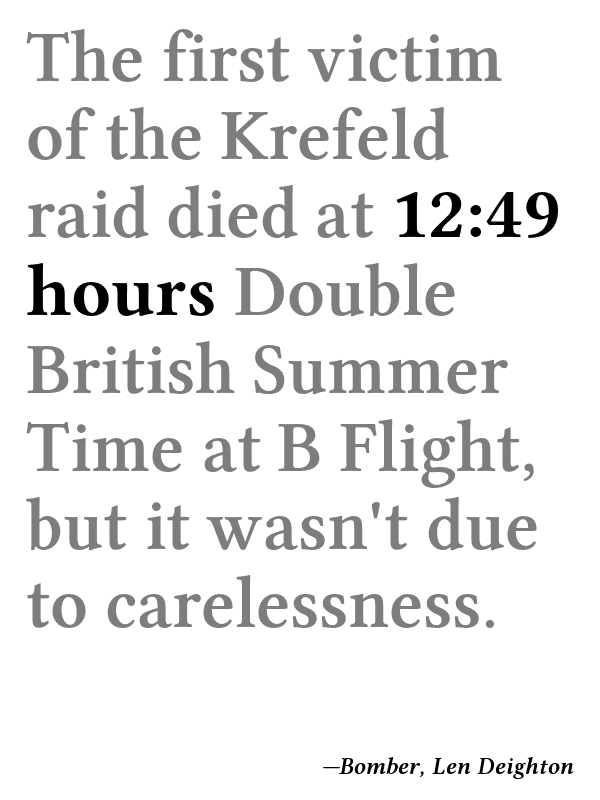 The first victim
of the Krefeld
raid died at 12:49
hours Double
British Summer
Time at B Flight,
but it wasn't due
to carelessness.
—Bomber, Len Deighton